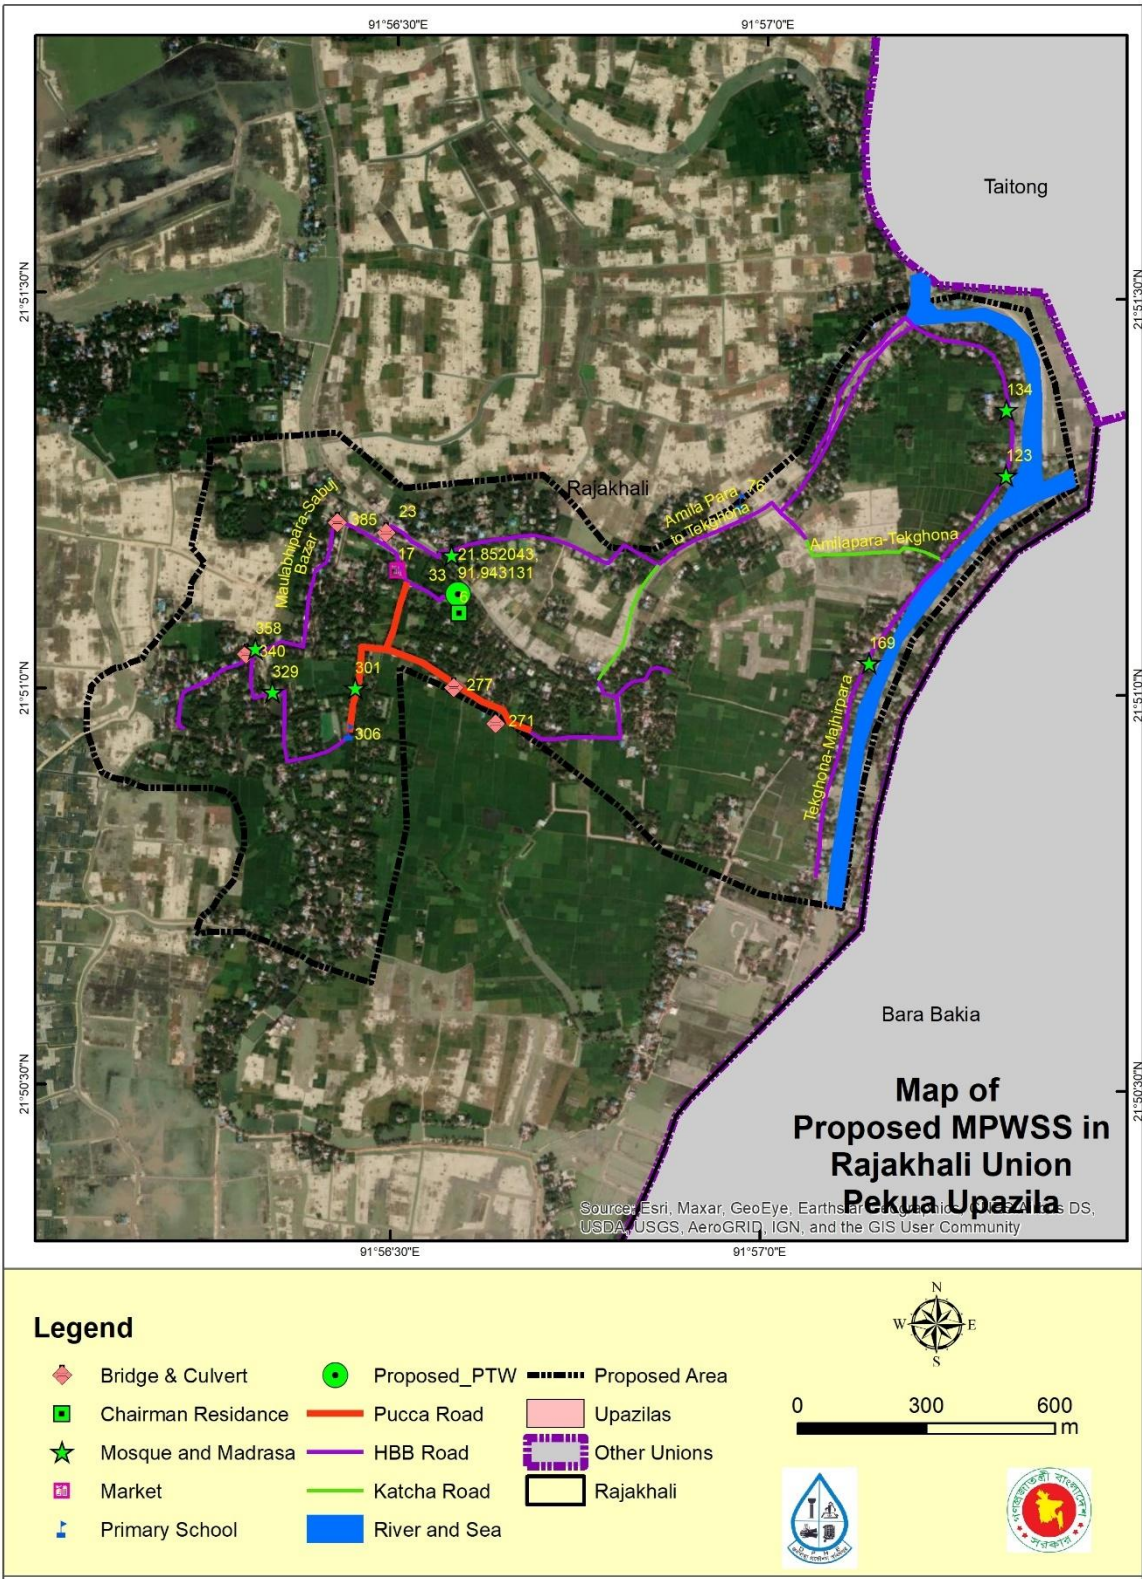 91°56'30"E
91°57'0"E
Taitong
21°51'30"N
21°51'30"N
134
123
Rajakhali
Amila Para - 76
to Tekghona
Amilapara-Tekghona
Maulabhipara-Sabuj
Bazar
385
23
17
21.852043,
33
91.943131
5
358
340
329
301
306
277
271
169
Tekghona-Majhirpara
21°51'0"N
21°51'0"N
Bara Bakia
21°50'30"N
21°50'30"N
Map of
Proposed MPWSS in
Rajakhali Union
Pekua Upazila
Source: Esri, Maxar, GeoEye, Earthstar Geographics, CNES/Airbus DS,
USDA, USGS, AeroGRID, IGN, and the GIS User Community
91°56'30"E
91°57'0"E
Legend
Bridge & Culvert
Chairman Residance
Mosque and Madrasa
Market
Primary School
Proposed_PTW
Pucca Road
HBB Road
Katcha Road
River and Sea
Proposed Area
Upazilas
Other Unions
Rajakhali
N
W
E
S
0 300 600
m
D P H E
গণপ্রজাতন্ত্রী বাংলাদেশ
সরকার